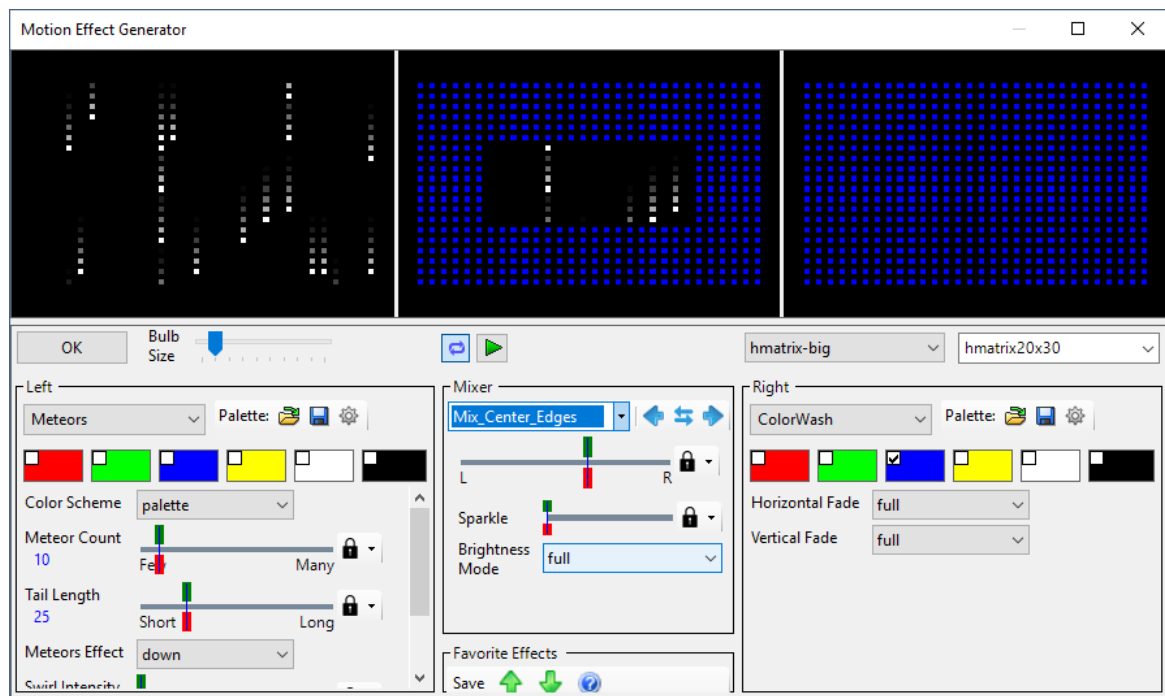 Motion Effect Generator
OK
Bulb
Size
hmatrix-big
hmatrix20x30
Left
Meteors
Palette:
Color Scheme
palette
Meteor Count
10
Few
Many
Tail Length
25
Short
Long
Meteors Effect
down
Swirl Intensity
Mixer
Mix_Center_Edges
L
R
Sparkle
Brightness
Mode
full
Favorite Effects
Save
Right
ColorWash
Palette:
Horizontal Fade
full
Vertical Fade
full